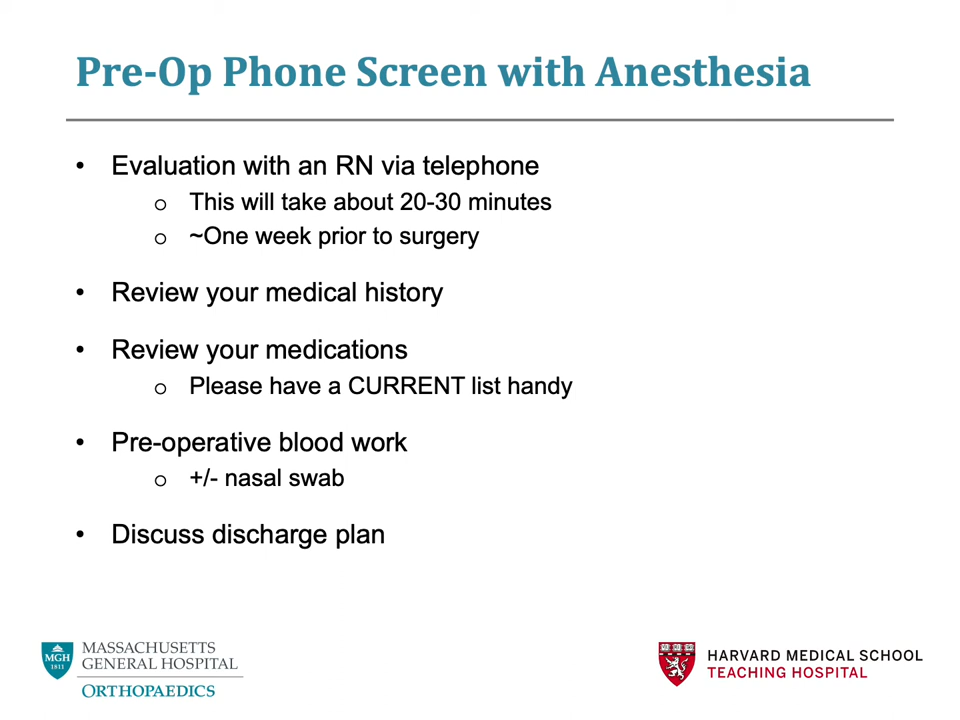 Pre-Op Phone Screen with Anesthesia
• Evaluation with an RN via telephone
o This will take about 20-30 minutes
o ~One week prior to surgery
• Review your medical history
• Review your medications
o Please have a CURRENT list handy
• Pre-operative blood work
o +/- nasal swab
• Discuss discharge plan
MGH
1811
MASSACHUSETTS
GENERAL HOSPITAL
ORTHOPAEDICS
HARVARD MEDICAL SCHOOL
TEACHING HOSPITAL